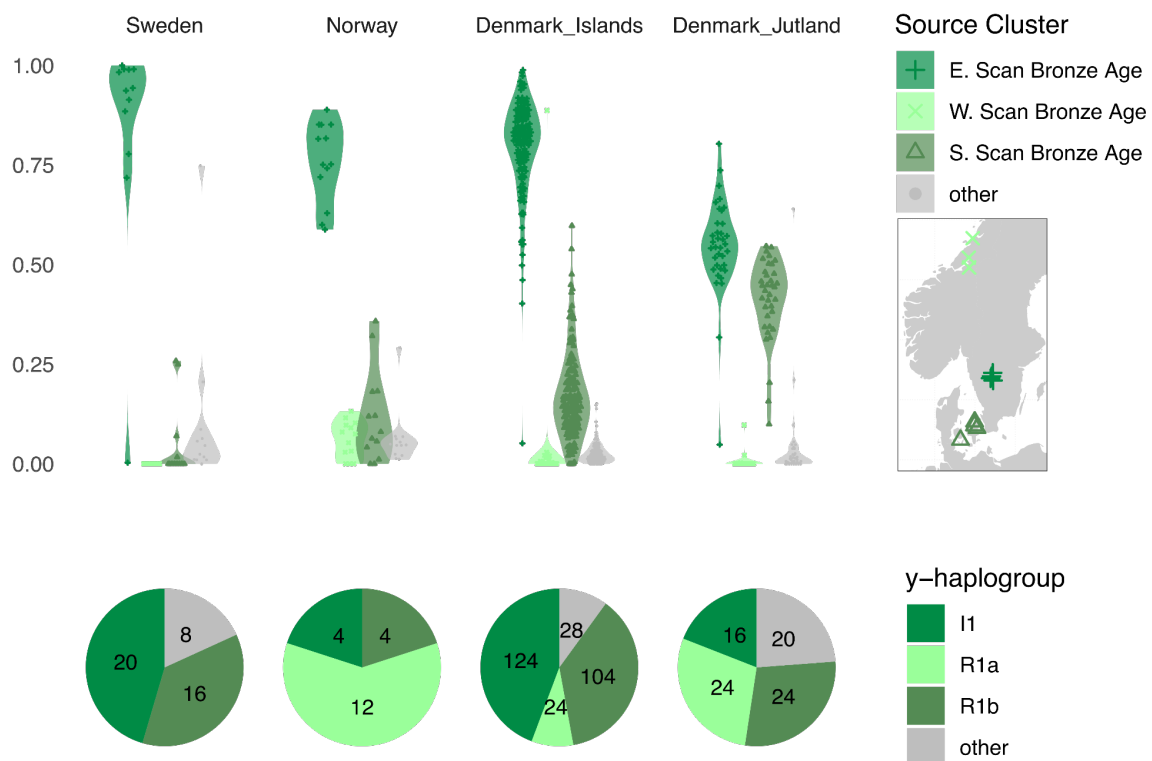 Sweden Norway Denmark_Islands Denmark_Jutland
Source Cluster
E. Scan Bronze Age
W. Scan Bronze Age
S. Scan Bronze Age
other
1.00
0.75
0.50
0.25
0.00
8
20
16
4 4
12
28
124
104
24
16 20
24 24
y−haplogroup
I1
R1a
R1b
other